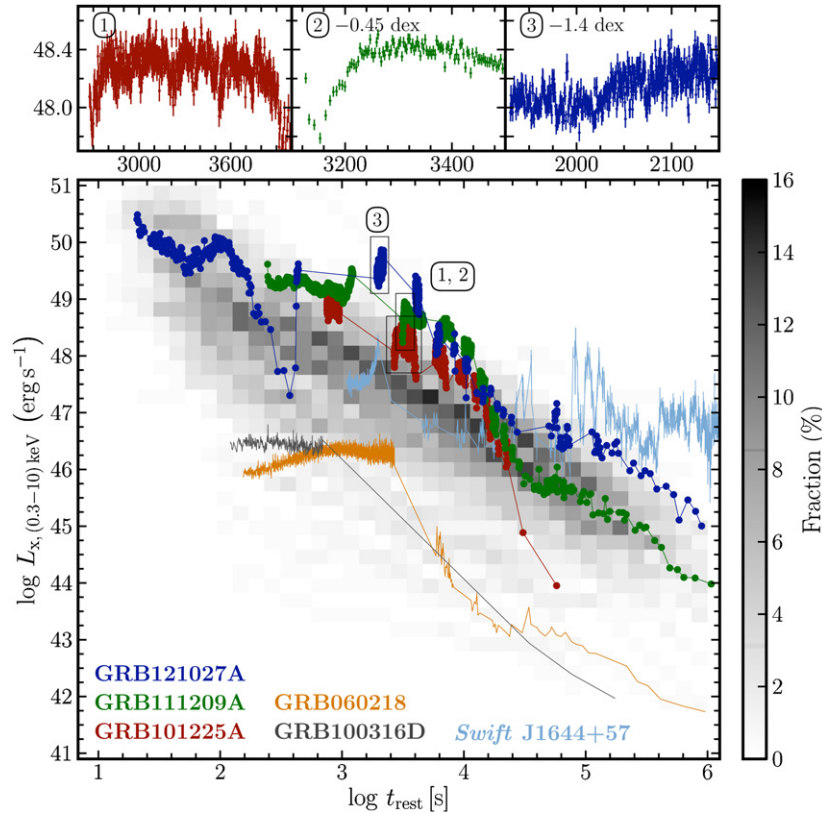 1 2 −0.45 dex 3 −1.4 dex
48.4
48.0
3000 3600 3200 3400 2000 2100
51
50
49
48
47
46
45
44
43
42
41
log L_x,(0.3−10) keV (erg s⁻¹)
3
1, 2
GRB121027A
GRB111209A GRB060218
GRB101225A GRB100316D Swift J1644+57
1 2 3 4 5 6
log t_rest [s]
16
14
12
10
8
6
4
2
0
Fraction (%)